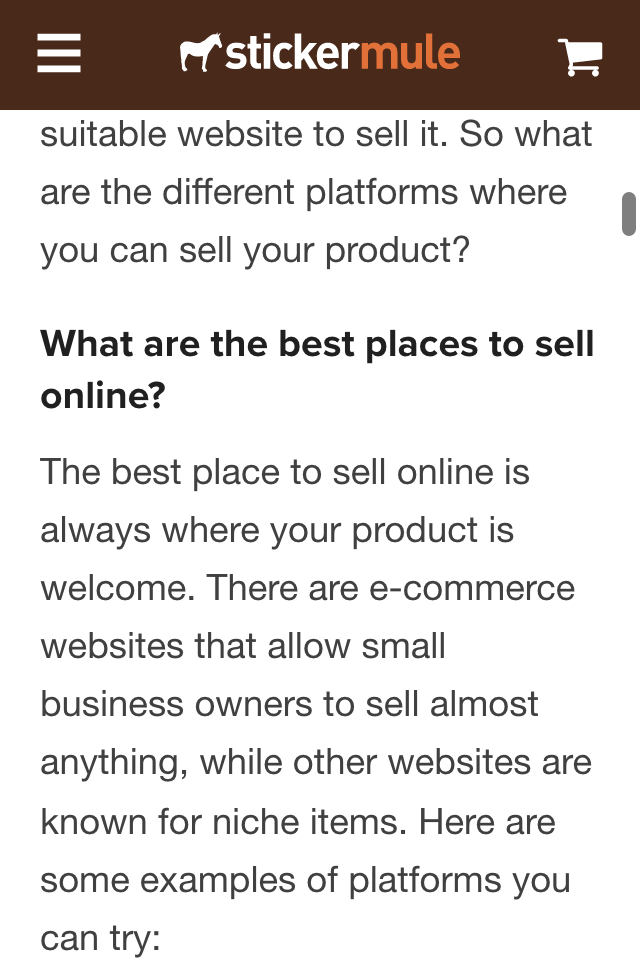 stickermule
suitable website to sell it. So what
are the different platforms where
you can sell your product?
What are the best places to sell
online?
The best place to sell online is
always where your product is
welcome. There are e-commerce
websites that allow small
business owners to sell almost
anything, while other websites are
known for niche items. Here are
some examples of platforms you
can try: